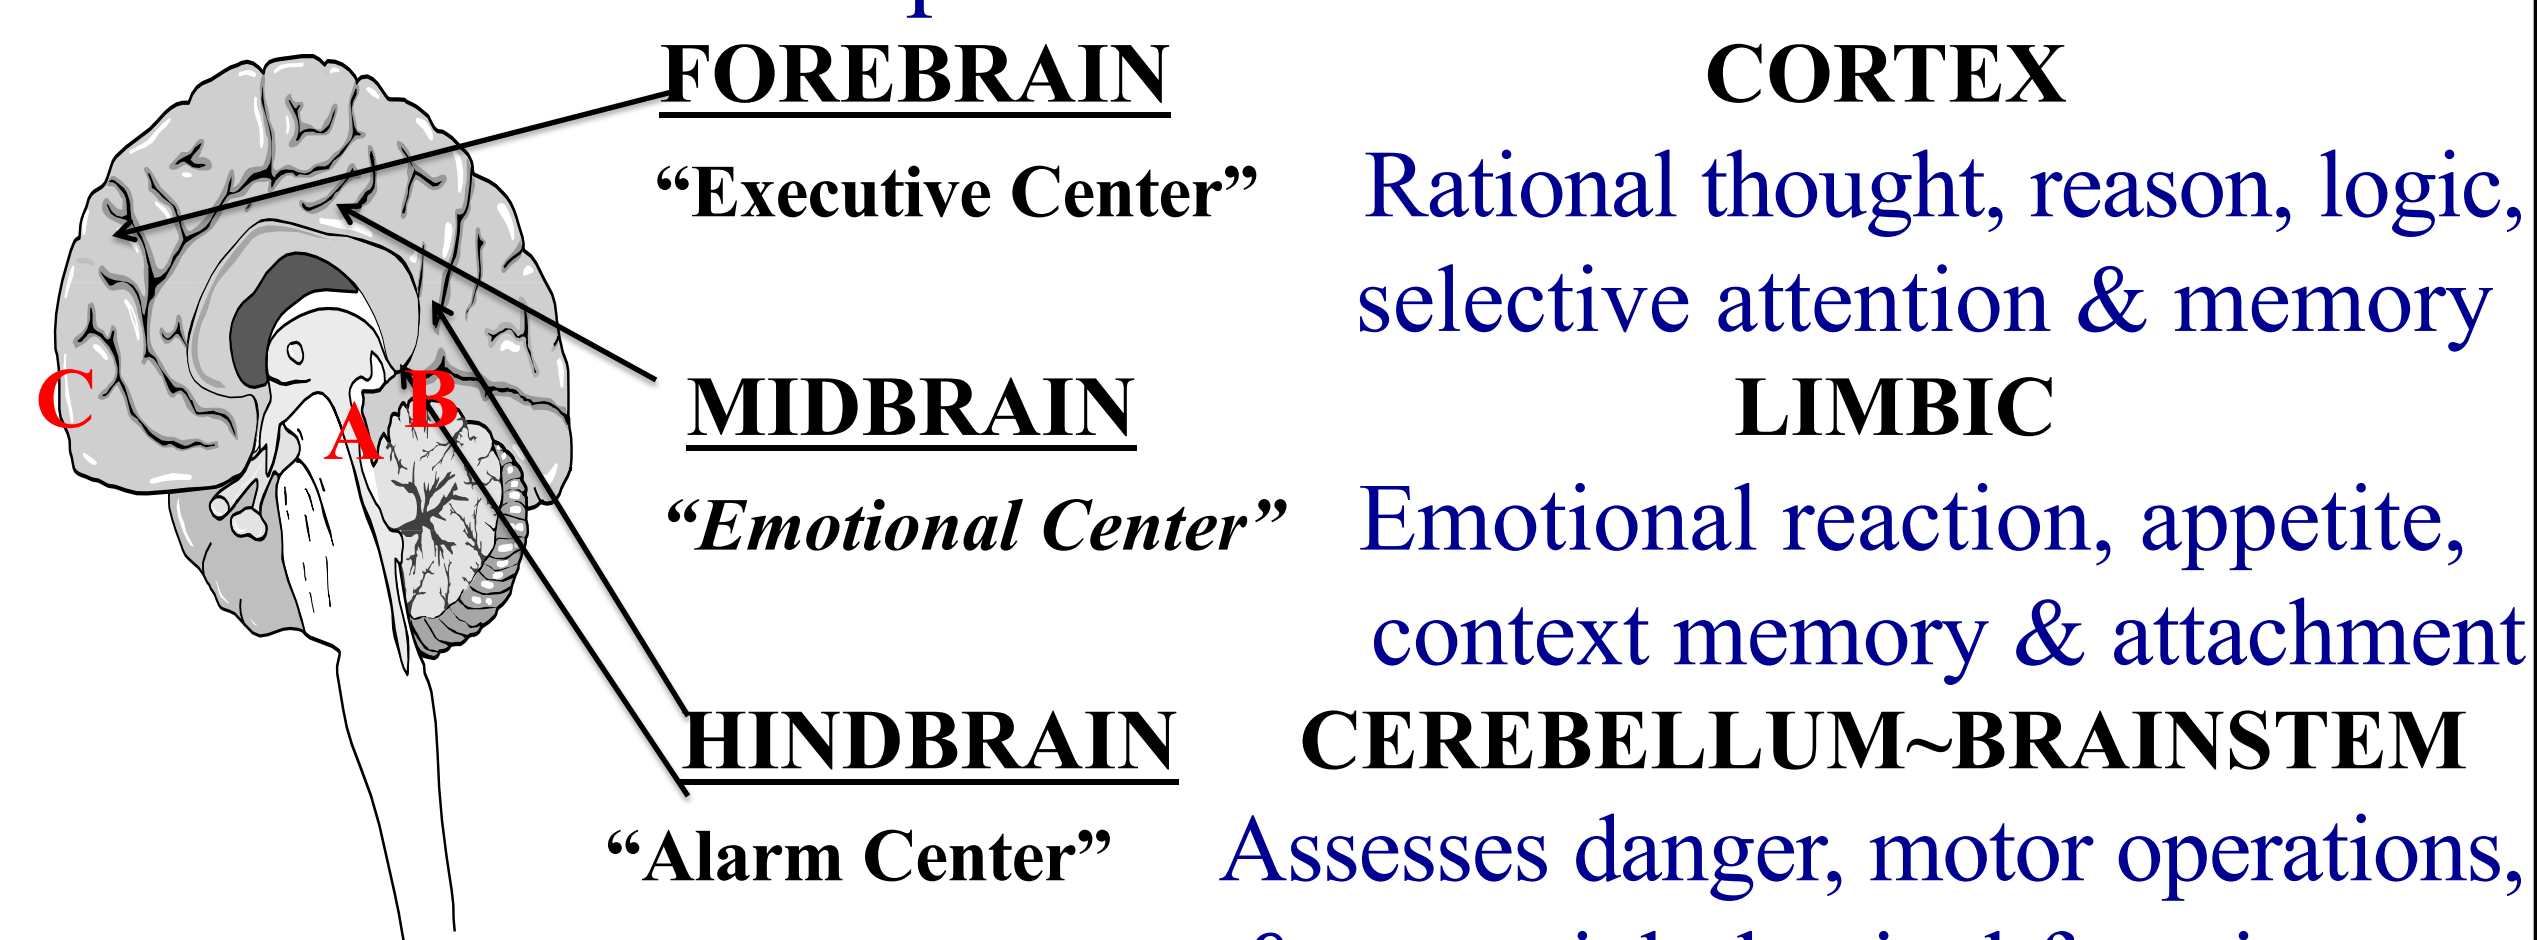 FOREBRAIN CORTEX
“Executive Center” Rational thought, reason, logic,
selective attention & memory
C B
MIDBRAIN LIMBIC
A
“Emotional Center” Emotional reaction, appetite,
context memory & attachment
HINDBRAIN CEREBELLUM~BRAINSTEM
“Alarm Center” Assesses danger, motor operations,